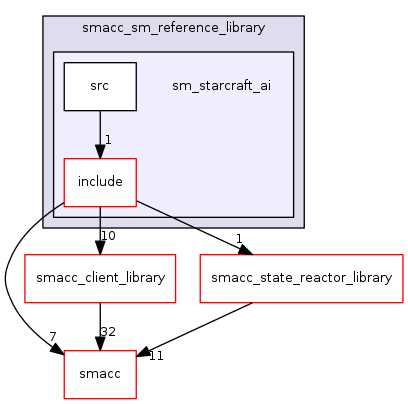 smacc_sm_reference_library
src
sm_starcraft_ai
1
include
10
1
smacc_client_library
smacc_state_reactor_library
7
32
11
smacc